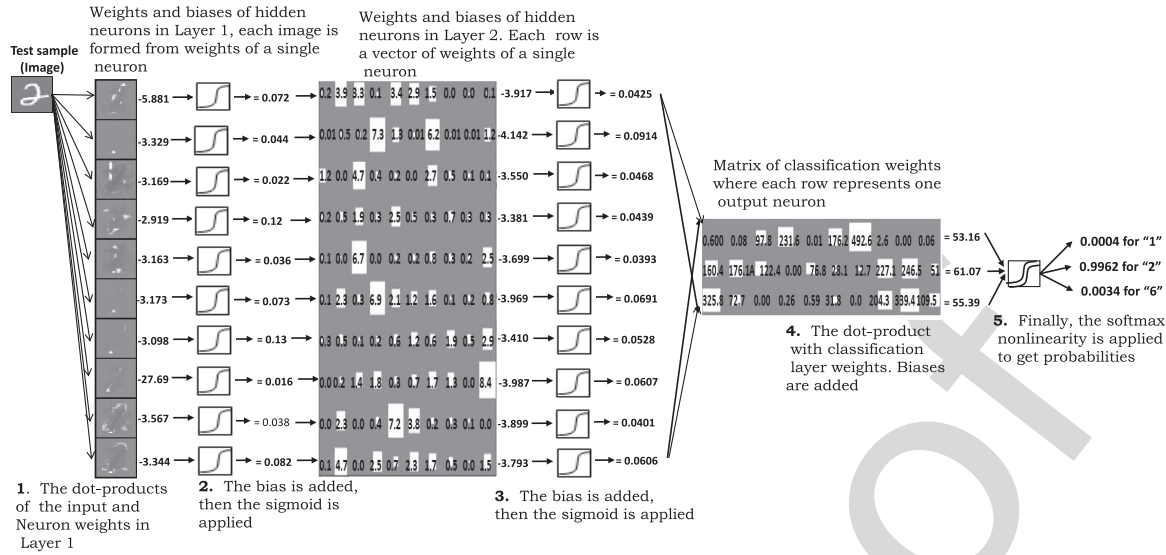 Weights and biases of hidden
neurons in Layer 1, each image is
formed from weights of a single
neuron
Weights and biases of hidden
neurons in Layer 2. Each row is
a vector of weights of a single
neuron
Test sample
(Image)
-5.881 = 0.072 0.2 3.9 3.3 0.1 3.4 2.9 1.5 0.0 0.0 0.1 -3.917 = 0.0425
-3.329 = 0.044 0.01 0.5 0.2 7.3 1.3 0.01 6.2 0.01 0.01 1.2 -4.142 = 0.0914
-3.169 = 0.022 1.2 0.0 4.7 0.4 0.2 0.0 2.7 0.5 0.1 0.1 -3.550 = 0.0468
-2.919 = 0.12 0.2 0.5 1.9 0.3 2.5 0.5 0.3 0.7 0.3 0.3 -3.381 = 0.0439
-3.163 = 0.036 0.1 0.0 6.7 0.0 0.2 0.2 0.8 0.3 0.2 2.5 -3.699 = 0.0393
-3.173 = 0.073 0.1 2.3 0.3 6.9 2.1 1.2 1.6 0.1 0.2 0.8 -3.969 = 0.0691
-3.098 = 0.13 0.3 0.5 0.1 0.2 0.6 1.2 0.6 1.9 0.5 2.9 -3.410 = 0.0528
-27.69 = 0.016 0.0 0.2 1.4 1.8 0.3 0.7 1.7 1.3 0.0 8.4 -3.987 = 0.0607
-3.567 = 0.038 0.0 2.3 0.0 0.4 7.2 3.8 0.2 0.3 0.1 0.0 -3.899 = 0.0401
-3.344 = 0.082 0.1 4.7 0.0 2.5 0.7 2.3 1.7 0.5 0.0 1.5 -3.793 = 0.0606
Matrix of classification weights
where each row represents one
output neuron
0.600 0.08 97.8 231.6 0.01 176.2 492.6 2.6 0.00 0.06 = 53.16
160.4 176.1A 122.4 0.00 76.8 28.1 12.7 227.1 246.5 51 = 61.07
325.8 72.7 0.00 0.26 0.59 31.8 0.0 204.3 339.4 109.5 = 55.39
0.0004 for “1”
0.9962 for “2”
0.0034 for “6”
1. The dot-products
of the input and
Neuron weights in
Layer 1
2. The bias is added,
then the sigmoid is
applied
3. The bias is added,
then the sigmoid is applied
4. The dot-product
with classification
layer weights. Biases
are added
5. Finally, the softmax
nonlinearity is applied
to get probabilities